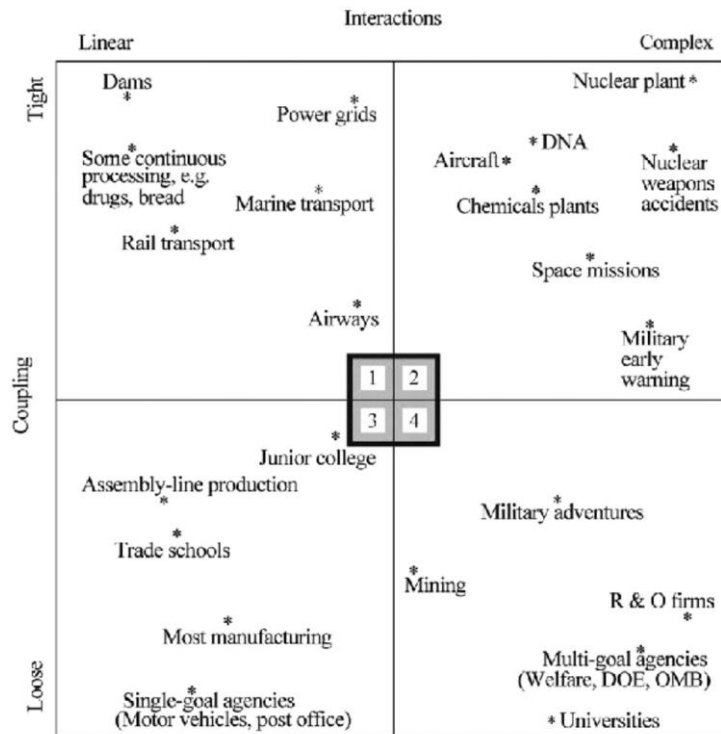 Interactions
Linear
Complex
Tight
Coupling
Loose
Dams
*
Power grids
*
Some continuous
processing, e.g.
drugs, bread
*
Marine transport
*
Rail transport
*
Airways
*
Nuclear plant *
* DNA
Aircraft *
Nuclear
weapons
accidents
*
Chemicals plants
*
Space missions
*
Military
early
warning
*
1
2
3
4
Junior college
*
Assembly-line production
*
Trade schools
*
Most manufacturing
*
Single-goal agencies
(Motor vehicles, post office)
*
Military adventures
*
Mining
*
R & O firms
*
Multi-goal agencies
(Welfare, DOE, OMB)
*
* Universities